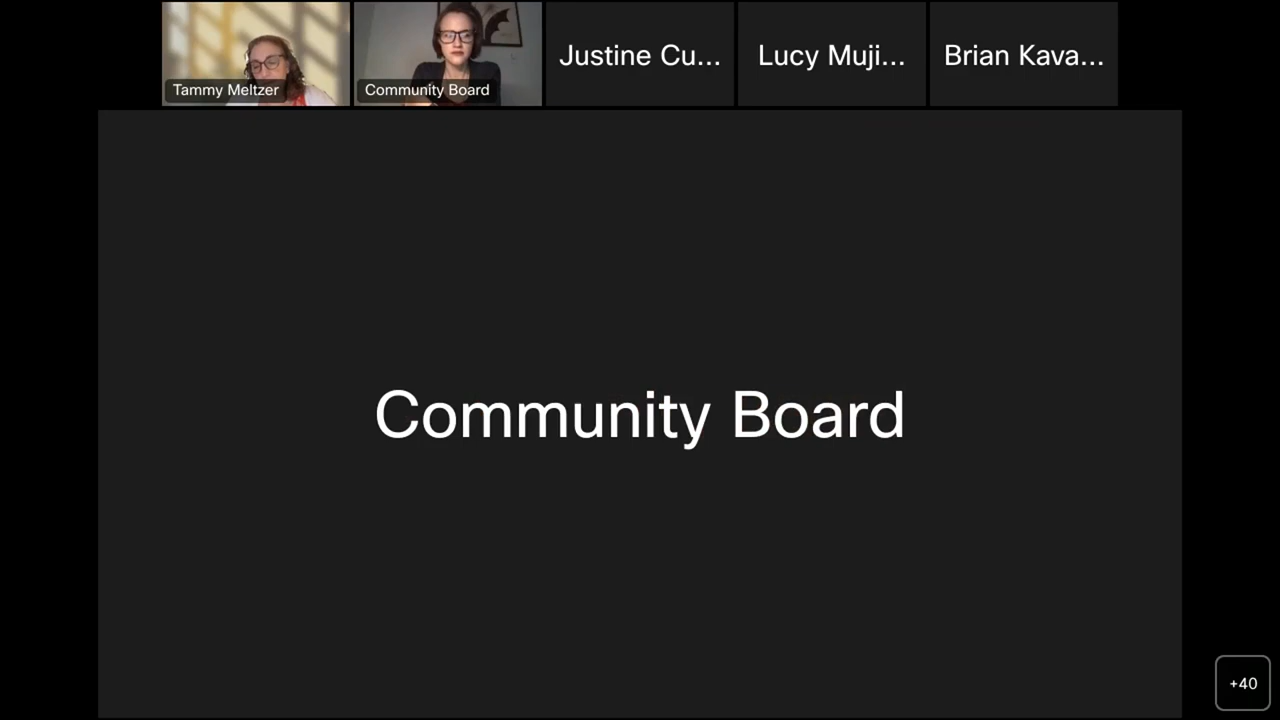 Tammy Meltzer
Community Board
Justine Cu...
Lucy Muji...
Brian Kava...
Community Board
+40